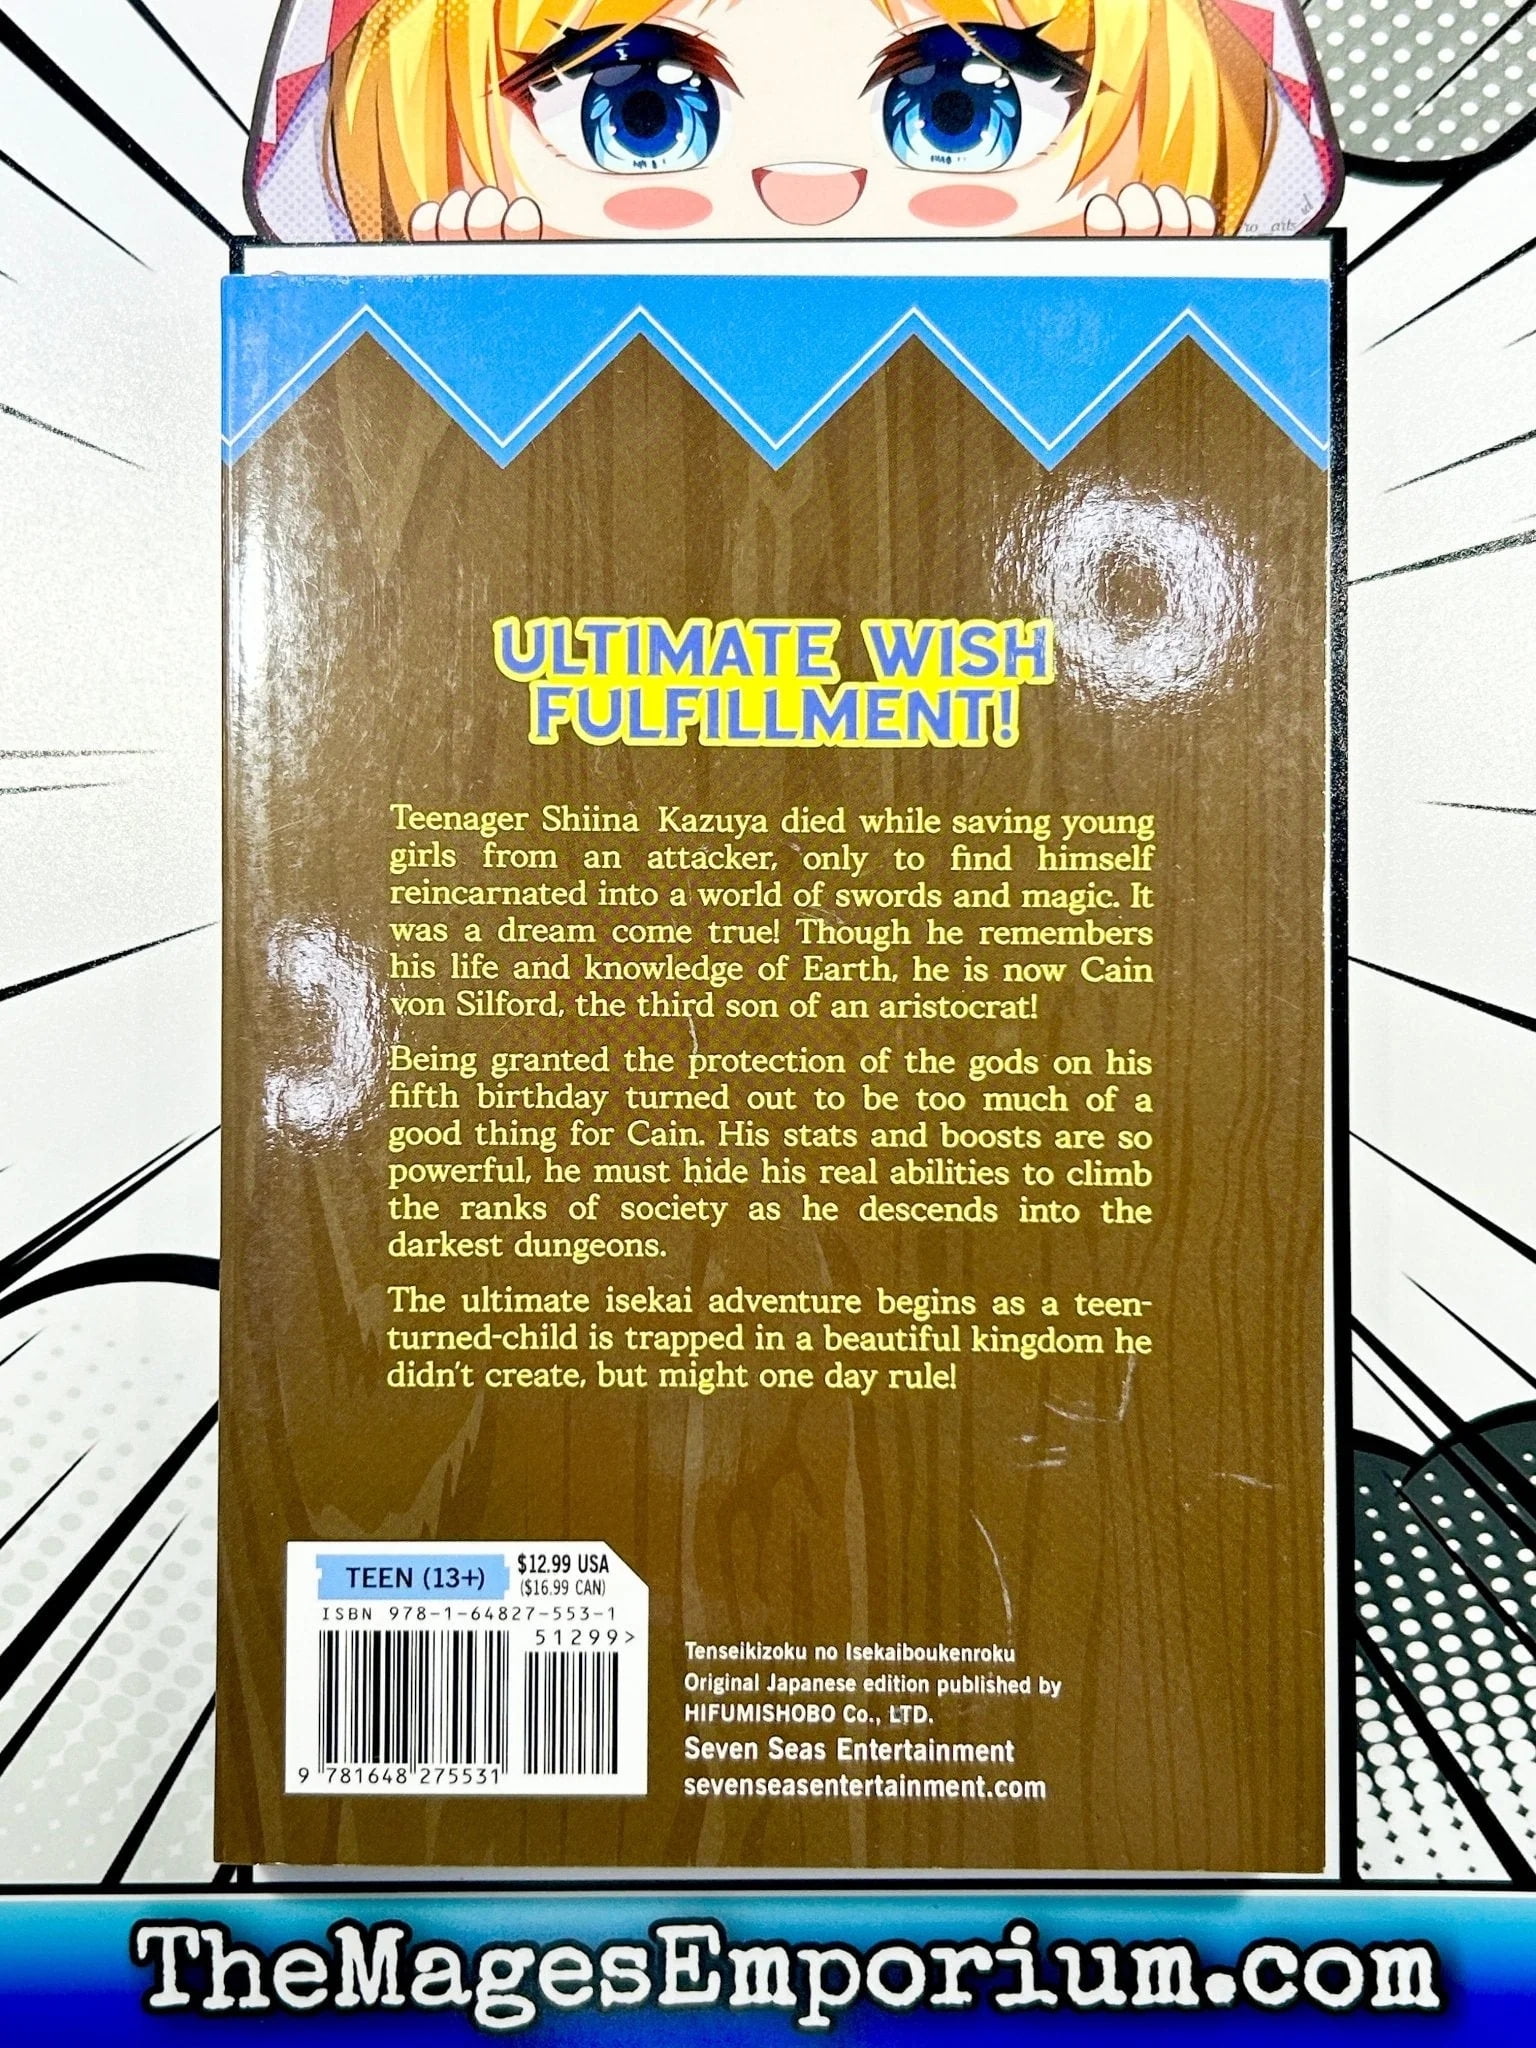 ro_arts_id
ULTIMATE WISH
FULFILLMENT!
Teenager Shiina Kazuya died while saving young
girls from an attacker, only to find himself
reincarnated into a world of swords and magic. It
was a dream come true! Though he remembers
his life and knowledge of Earth, he is now Cain
von Silford, the third son of an aristocrat!
Being granted the protection of the gods on his
fifth birthday turned out to be too much of a
good thing for Cain. His stats and boosts are so
powerful, he must hide his real abilities to climb
the ranks of society as he descends into the
darkest dungeons.
The ultimate isekai adventure begins as a teen-
turned-child is trapped in a beautiful kingdom he
didn't create, but might one day rule!
TEEN (13+)
$12.99 USA
($16.99 CAN)
ISBN 978-1-64827-553-1
51299>
9 781648 275531
Tenseikizoku no Isekaiboukenroku
Original Japanese edition published by
HIFUMISHOBO Co., LTD.
Seven Seas Entertainment
sevenseasentertainment.com
TheMagesEmporium.com